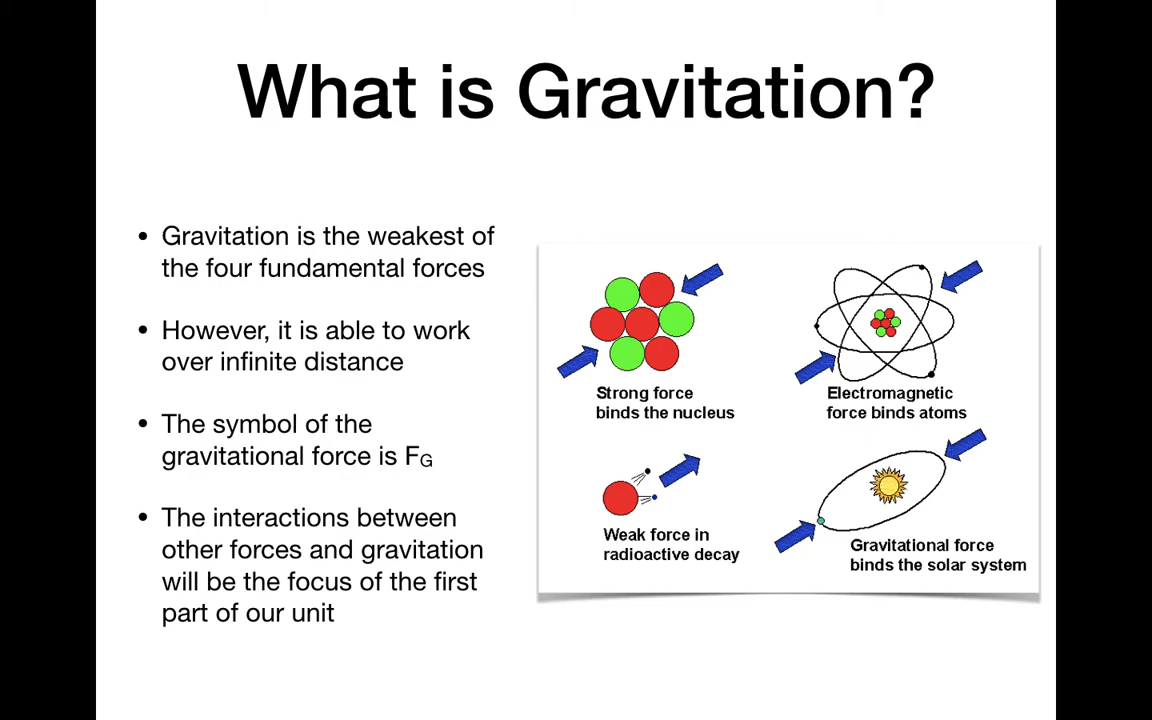 What is Gravitation?
• Gravitation is the weakest of
the four fundamental forces
• However, it is able to work
over infinite distance
• The symbol of the
gravitational force is FG
• The interactions between
other forces and gravitation
will be the focus of the first
part of our unit
Strong force
binds the nucleus
Electromagnetic
force binds atoms
Weak force in
radioactive decay
Gravitational force
binds the solar system